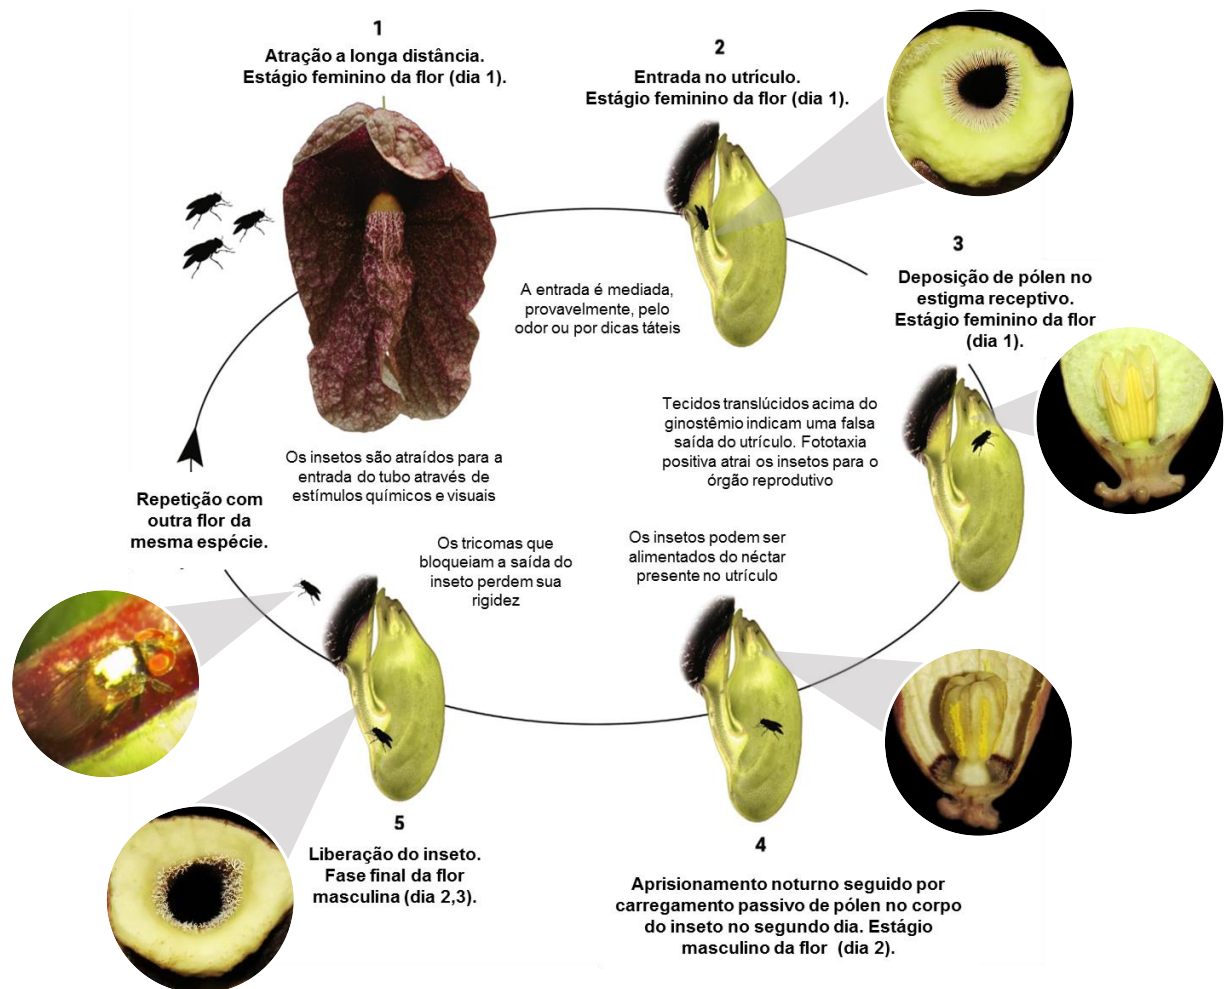 1
Atração a longa distância.
Estágio feminino da flor (dia 1).
2
Entrada no utrículo.
Estágio feminino da flor (dia 1).
A entrada é mediada,
provavelmente, pelo
odor ou por dicas táteis
3
Deposição de pólen no
estigma receptivo.
Estágio feminino da flor
(dia 1).
Tecidos translúcidos acima do
ginostêmio indicam uma falsa
saída do utrículo. Fototaxia
positiva atrai os insetos para o
órgão reprodutivo
Os insetos são atraídos para a
entrada do tubo através de
estímulos químicos e visuais
Repetição com
outra flor da
mesma espécie.
Os tricomas que
bloqueiam a saída do
inseto perdem sua
rigidez
Os insetos podem ser
alimentados do néctar
presente no utrículo
5
Liberação do inseto.
Fase final da flor
masculina (dia 2,3).
4
Aprisionamento noturno seguido por
carregamento passivo de pólen no corpo
do inseto no segundo dia. Estágio
masculino da flor (dia 2).